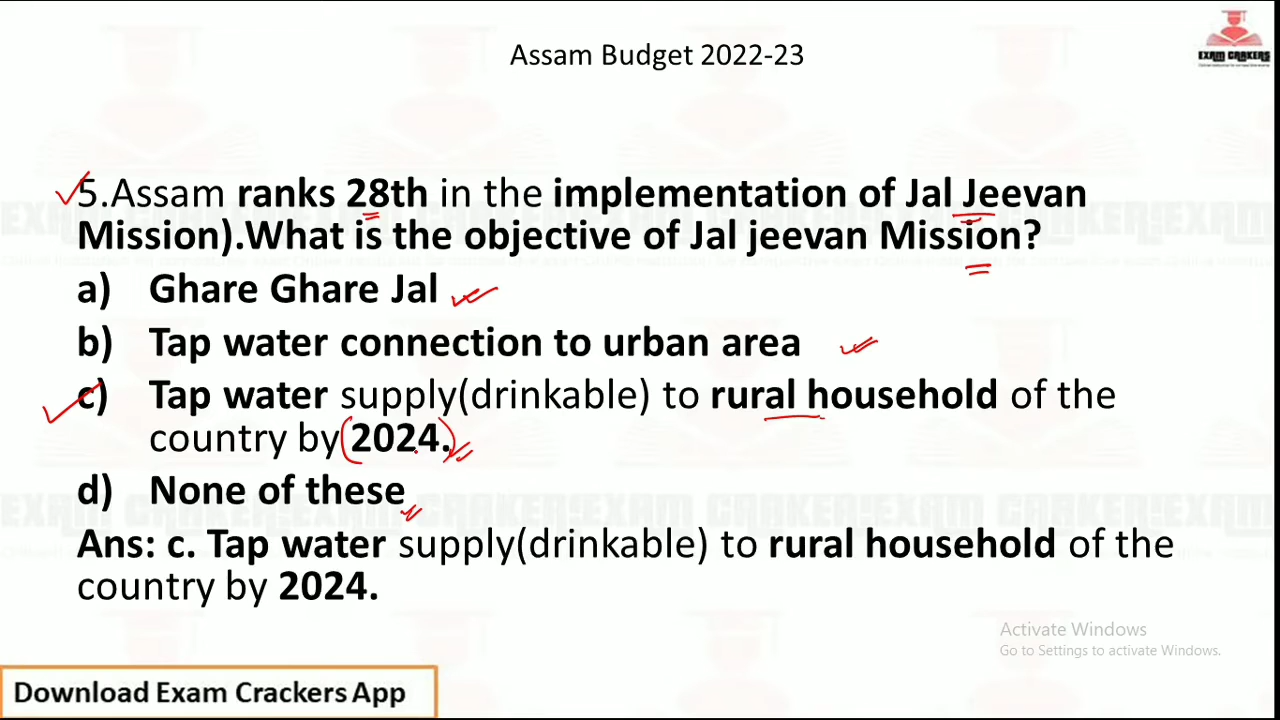 Assam Budget 2022-23
EXAM CRAKERS
5.Assam ranks 28th in the implementation of Jal Jeevan
Mission).What is the objective of Jal jeevan Mission?
a) Ghare Ghare Jal
b) Tap water connection to urban area
c) Tap water supply(drinkable) to rural household of the
country by (2024.)
d) None of these
Ans: c. Tap water supply(drinkable) to rural household of the
country by 2024.
Activate Windows
Go to Settings to activate Windows.
Download Exam Crackers App